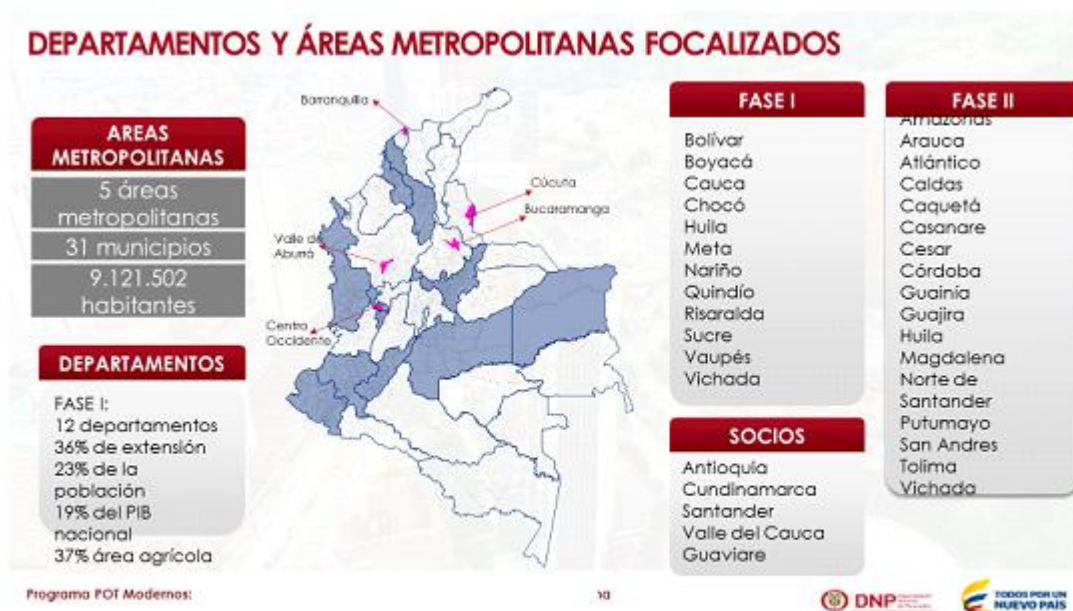 DEPARTAMENTOS Y ÁREAS METROPOLITANAS FOCALIZADOS
AREAS
METROPOLITANAS
5 áreas
metropolitanas
31 municipios
9.121.502
habitantes
DEPARTAMENTOS
FASE I:
12 departamentos
36% de extensión
23% de la
población
19% del PIB
nacional
37% área agrícola
Barranquilla
Cúcuta
Bucaramanga
Valle de
Aburrá
Centro
Occidente
FASE I
Bolívar
Boyacá
Cauca
Chocó
Huila
Meta
Nariño
Quindío
Risaralda
Sucre
Vaupés
Vichada
SOCIOS
Antioquia
Cundinamarca
Santander
Valle del Cauca
Guaviare
FASE II
Amazonas
Arauca
Atlántico
Caldas
Caquetá
Casanare
Cesar
Córdoba
Guainía
Guajira
Huila
Magdalena
Norte de
Santander
Putumayo
San Andres
Tolima
Vichada
Programa POT Modernos:
DNP
TODOS POR UN
NUEVO PAÍS